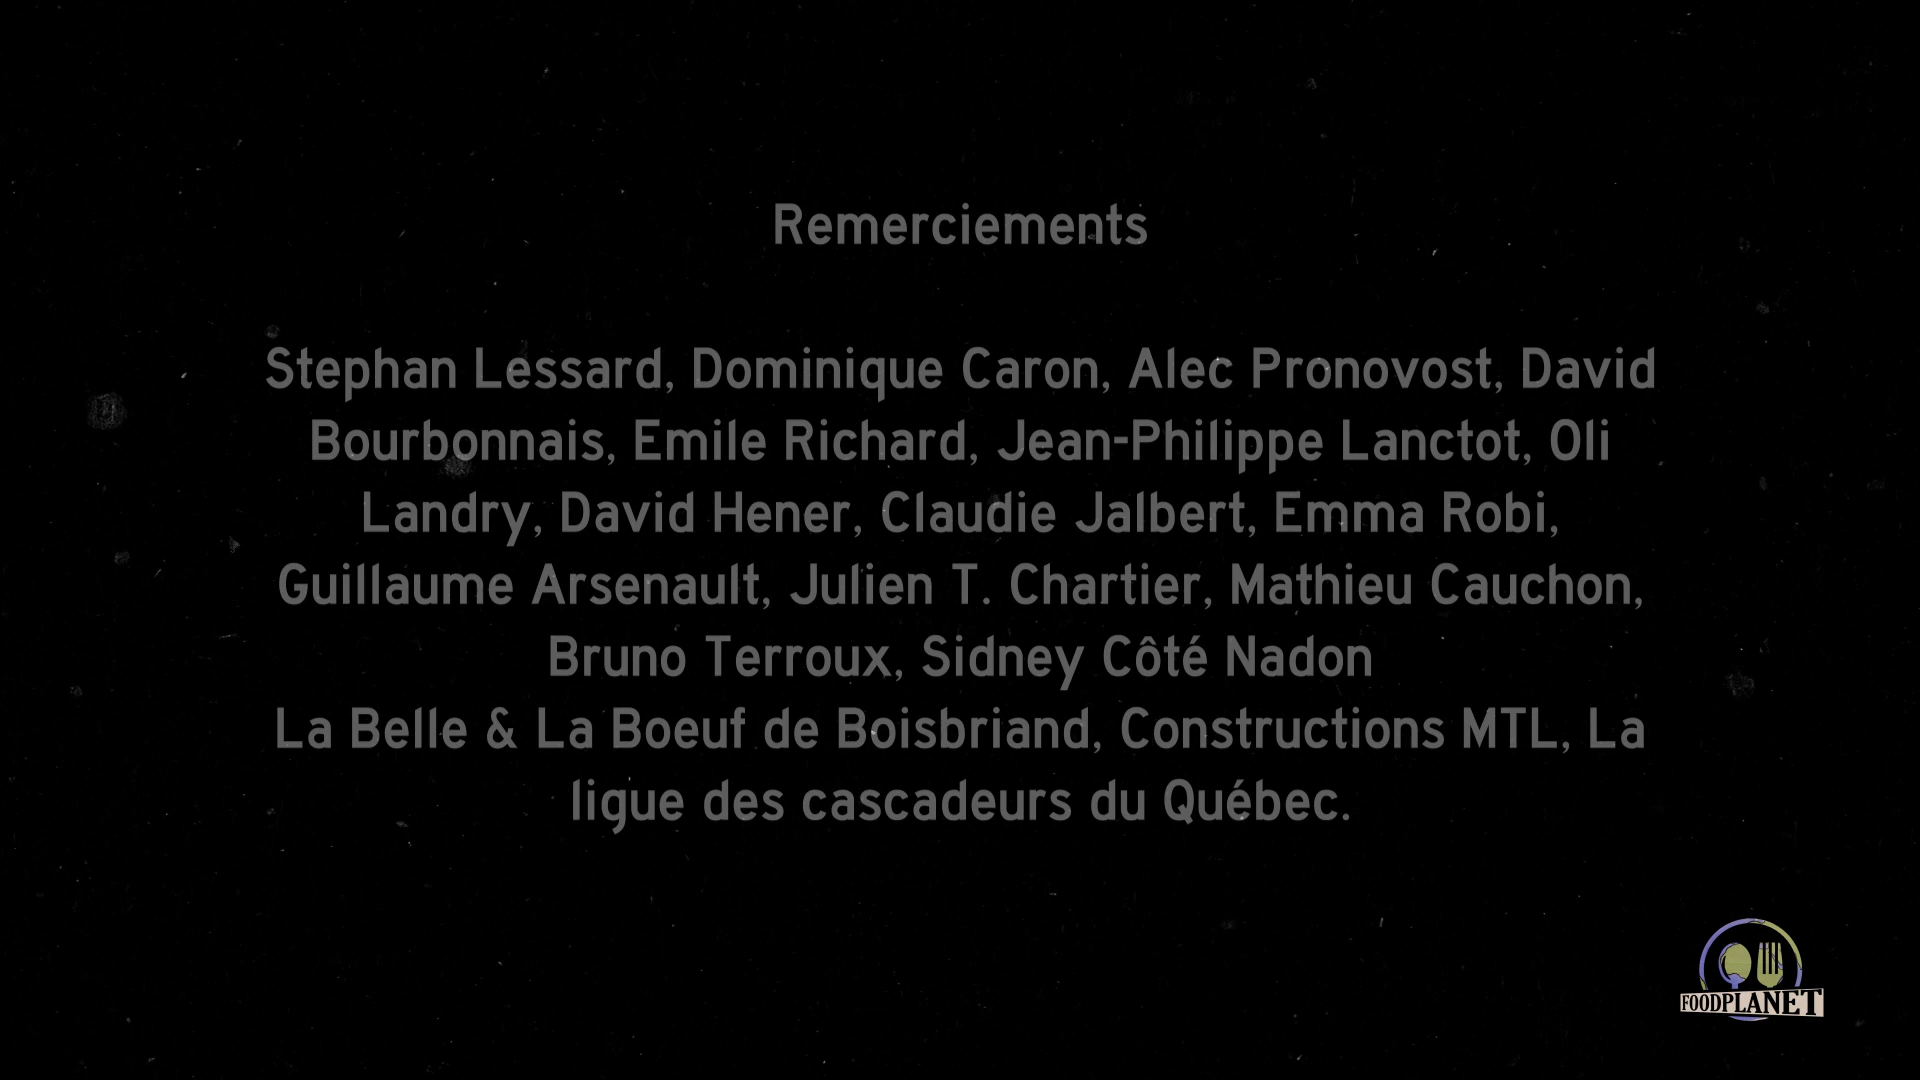 Remerciements
Stephan Lessard, Dominique Caron, Alec Pronovost, David
Bourbonnais, Emile Richard, Jean-Philippe Lanctot, Oli
Landry, David Hener, Claudie Jalbert, Emma Robi,
Guillaume Arsenault, Julien T. Chartier, Mathieu Cauchon,
Bruno Terroux, Sidney Côté Nadon
La Belle & La Boeuf de Boisbriand, Constructions MTL, La
ligue des cascadeurs du Québec.
FOODPLANET